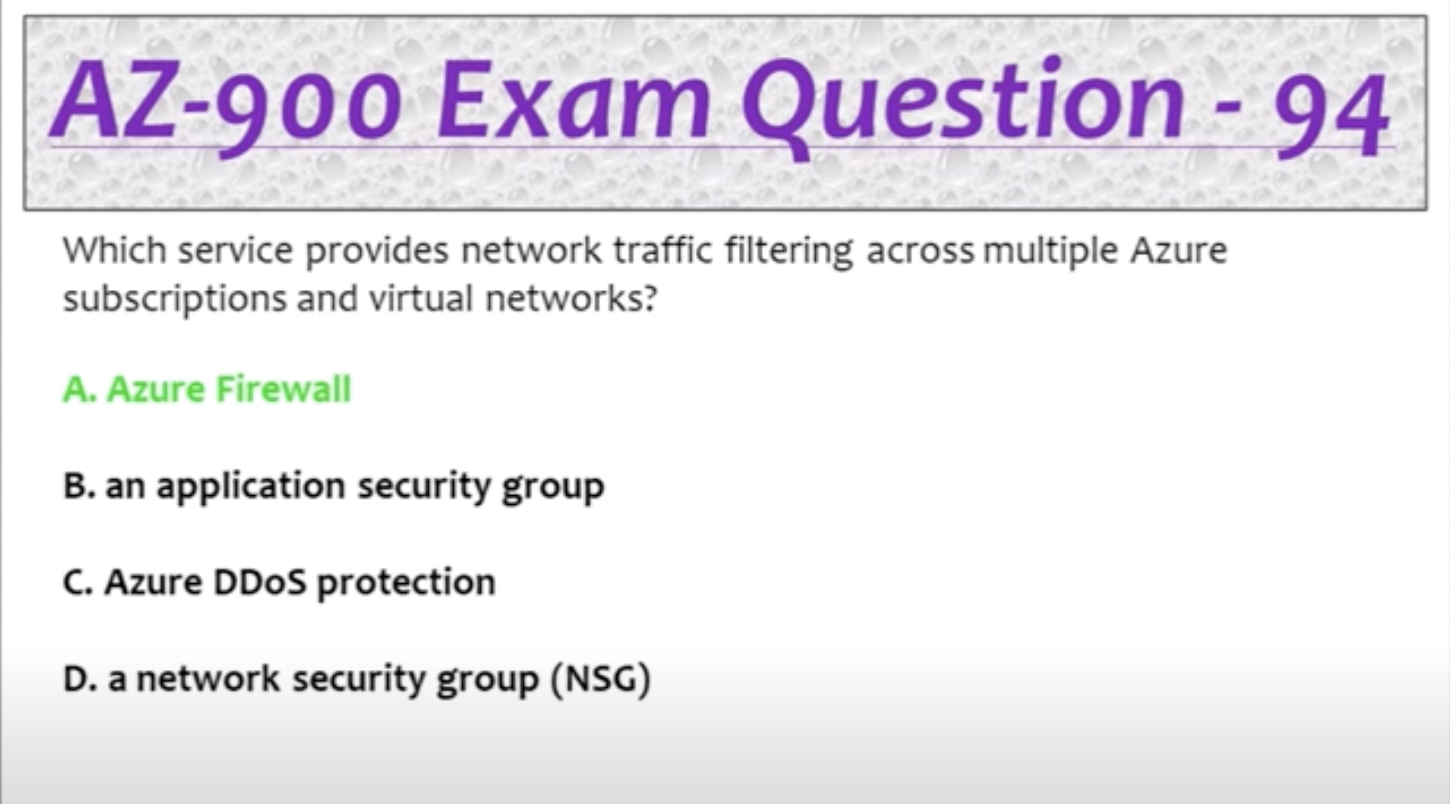 AZ-900 Exam Question - 94
Which service provides network traffic filtering across multiple Azure
subscriptions and virtual networks?
A. Azure Firewall
B. an application security group
C. Azure DDoS protection
D. a network security group (NSG)